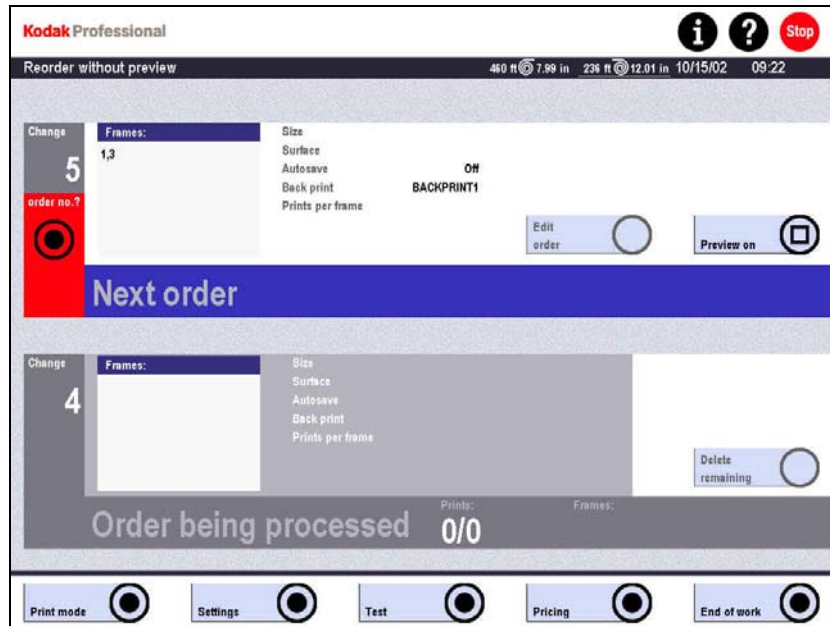 Kodak Professional
i
?
Stop
Reorder without preview
460 ft 7.99 in 236 ft 12.01 in 10/15/02 09:22
Change
5
order no.?
Frames:
1,3
Size
Surface
Autosave Off
Back print BACKPRINT1
Prints per frame
Edit
order
Preview on
Next order
Change
4
Frames:
Size
Surface
Autosave
Back print
Prints per frame
Delete
remaining
Order being processed
Prints:
0/0
Frames:
Print mode
Settings
Test
Pricing
End of work